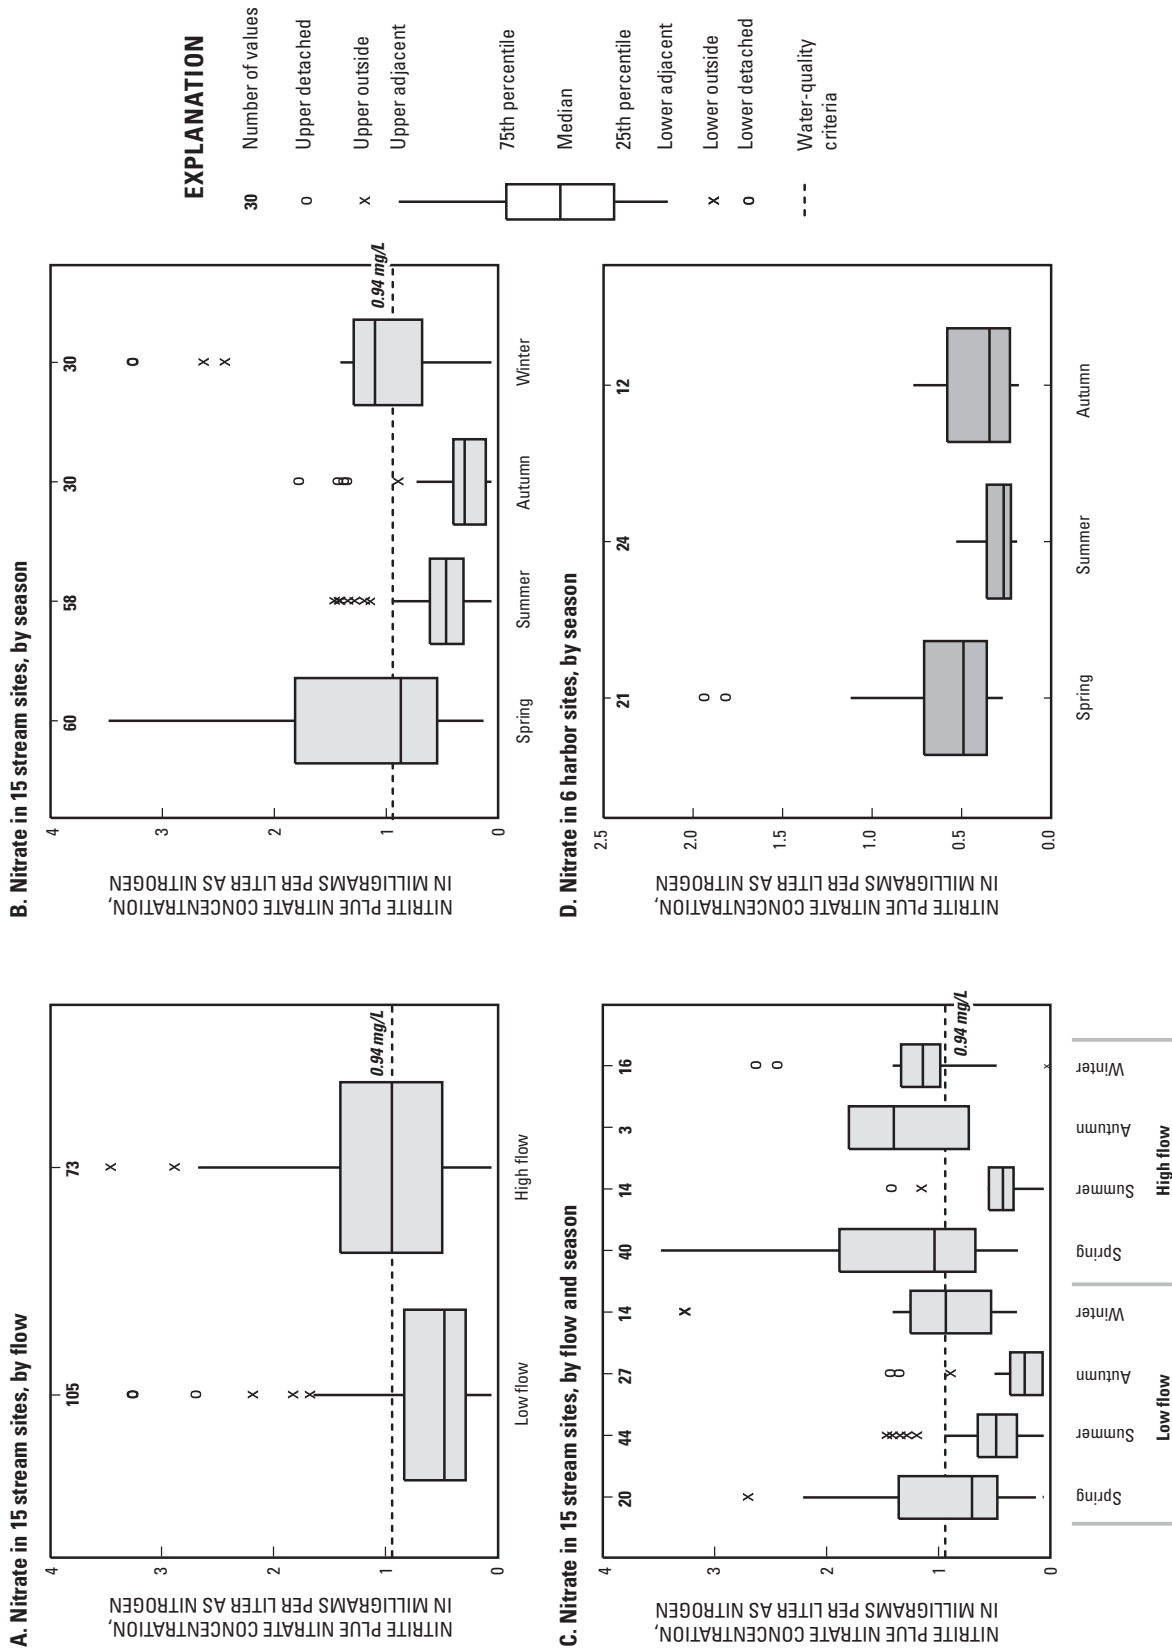 A. Nitrate in 15 stream sites, by flow
NITRITE PLUS NITRATE CONCENTRATION,
IN MILLIGRAMS PER LITER AS NITROGEN
4
3
2
1
0
105
73
0.94 mg/L
Low flow
High flow
B. Nitrate in 15 stream sites, by season
NITRITE PLUE NITRATE CONCENTRATION,
IN MILLIGRAMS PER LITER AS NITROGEN
4
3
2
1
0
60
58
30
30
0.94 mg/L
Spring
Summer
Autumn
Winter
EXPLANATION
30
Number of values
o
Upper detached
x
Upper outside
Upper adjacent
75th percentile
Median
25th percentile
Lower adjacent
x
Lower outside
o
Lower detached
Water-quality
criteria
C. Nitrate in 15 stream sites, by flow and season
NITRITE PLUE NITRATE CONCENTRATION,
IN MILLIGRAMS PER LITER AS NITROGEN
4
3
2
1
0
20
44
27
14
40
14
3
16
0.94 mg/L
Spring
Summer
Autumn
Winter
Spring
Summer
Autumn
Winter
Low flow
High flow
D. Nitrate in 6 harbor sites, by season
NITRITE PLUE NITRATE CONCENTRATION,
IN MILLIGRAMS PER LITER AS NITROGEN
2.5
2.0
1.5
1.0
0.5
0.0
21
24
12
Spring
Summer
Autumn